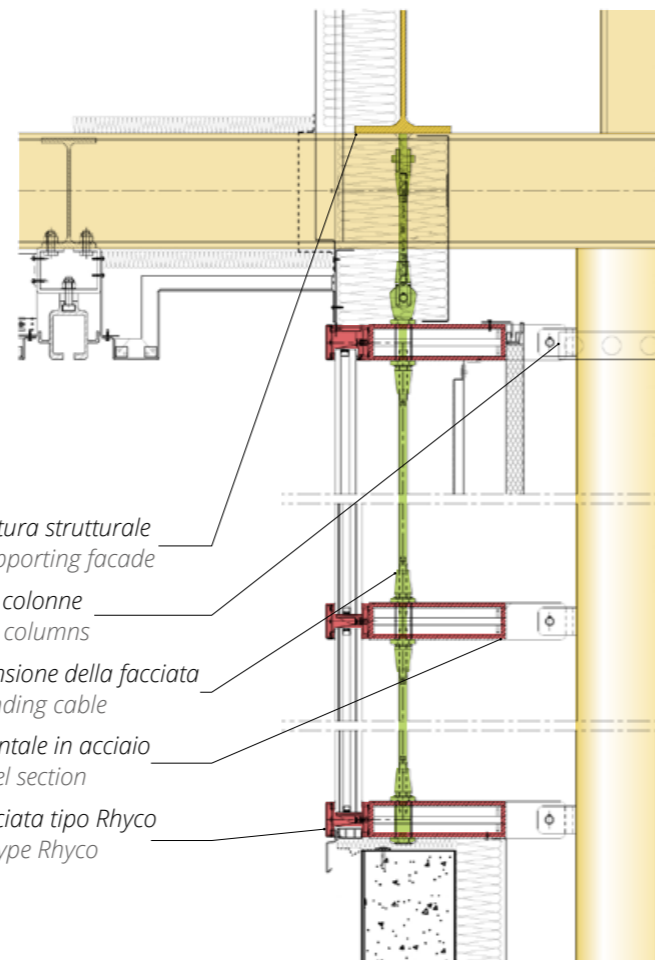 tura strutturale
pporting facade
colonne
columns
nsione della facciata
nding cable
ntale in acciaio
el section
ciata tipo Rhyco
ype Rhyco